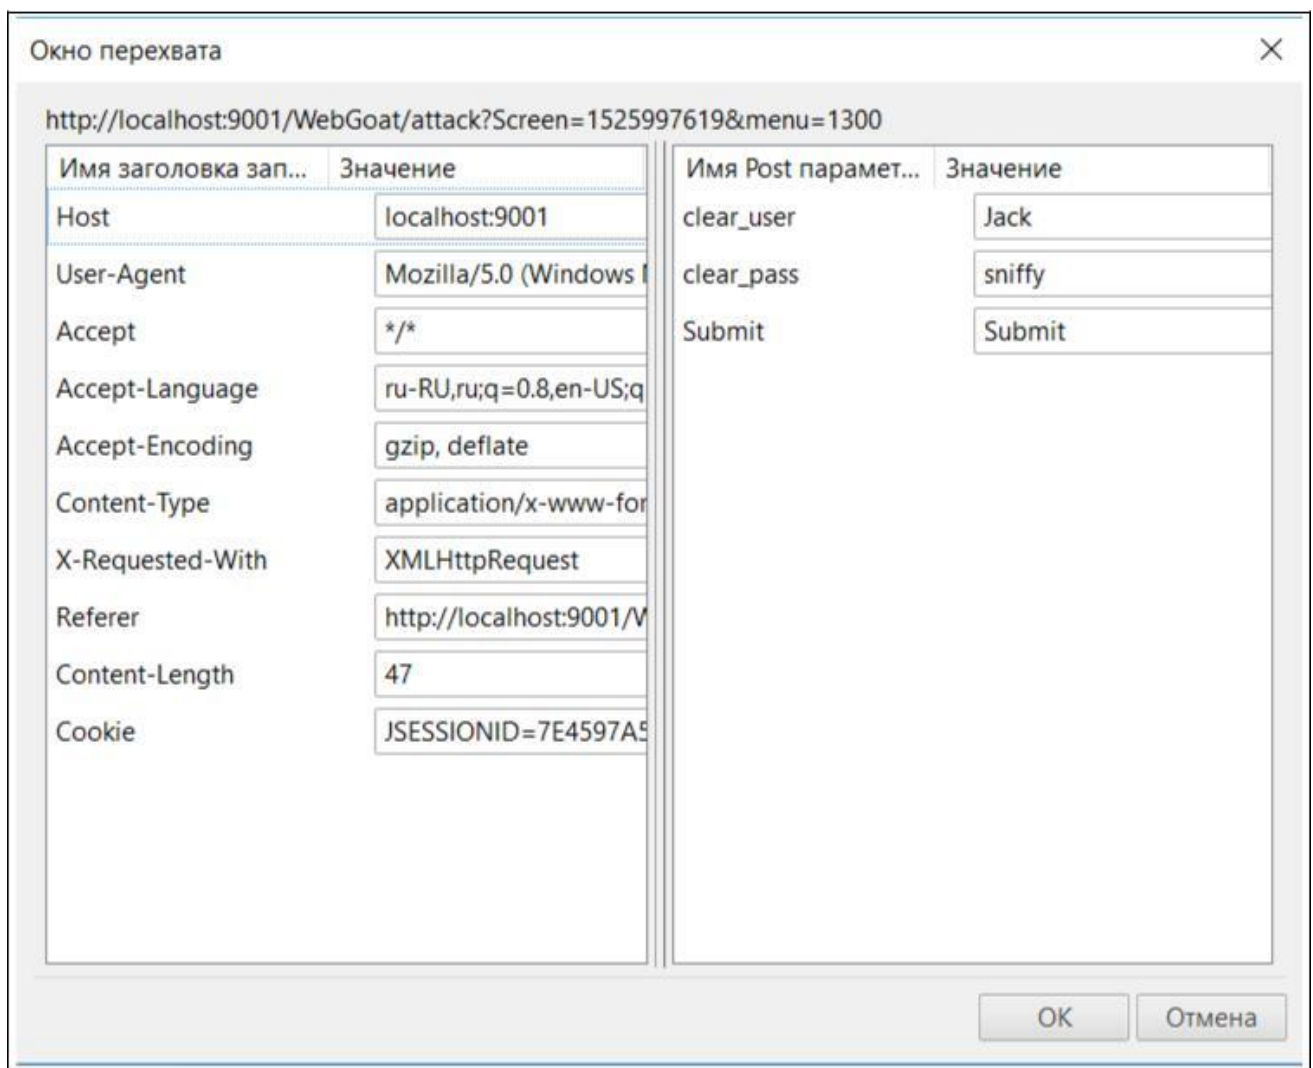 Окно перехвата
http://localhost:9001/WebGoat/attack?Screen=1525997619&menu=1300
Имя заголовка зап... Значение
Host localhost:9001
User-Agent Mozilla/5.0 (Windows
Accept */*
Accept-Language ru-RU,ru;q=0.8,en-US;q
Accept-Encoding gzip, deflate
Content-Type application/x-www-for
X-Requested-With XMLHttpRequest
Referer http://localhost:9001/W
Content-Length 47
Cookie JSESSIONID=7E4597A5
Имя Post парамет... Значение
clear_user Jack
clear_pass sniffy
Submit Submit
ОК Отмена